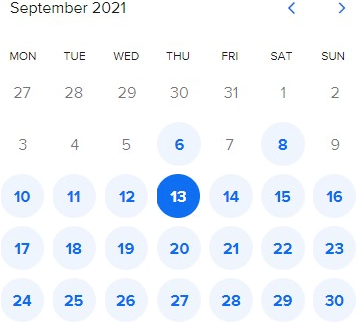 September 2021
MON TUE WED THU FRI SAT SUN
27 28 29 30 31 1 2
3 4 5 6 7 8 9
10 11 12 13 14 15 16
17 18 19 20 21 22 23
24 25 26 27 28 29 30